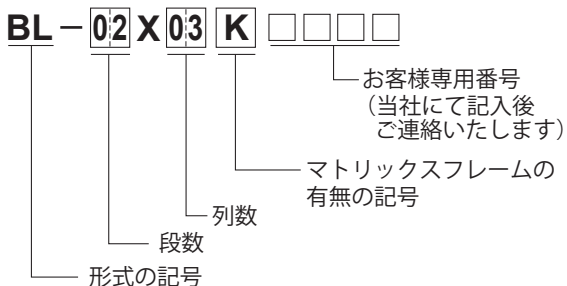 BL-02X03K□□□□
お客様専用番号
(当社にて記入後
ご連絡いたします)
マトリックスフレームの
有無の記号
列数
段数
形式の記号